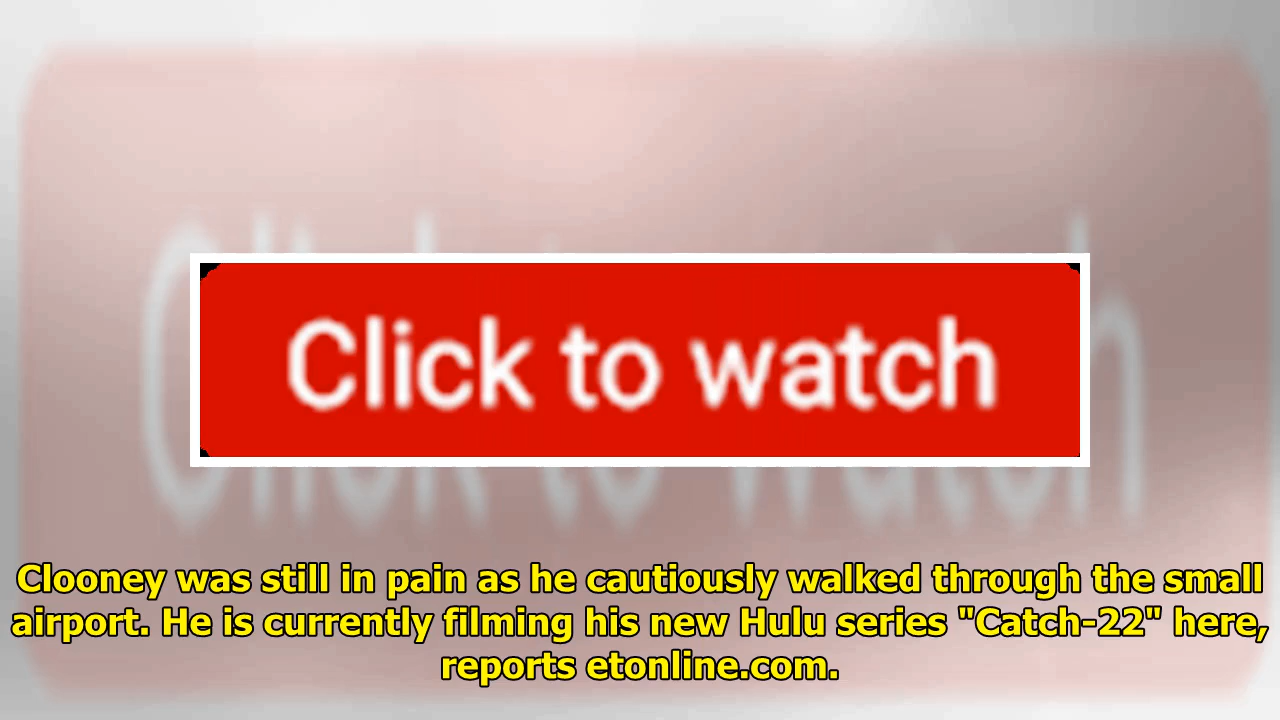 Click to watch
Clooney was still in pain as he cautiously walked through the small
airport. He is currently filming his new Hulu series "Catch-22" here,
reports etonline.com.